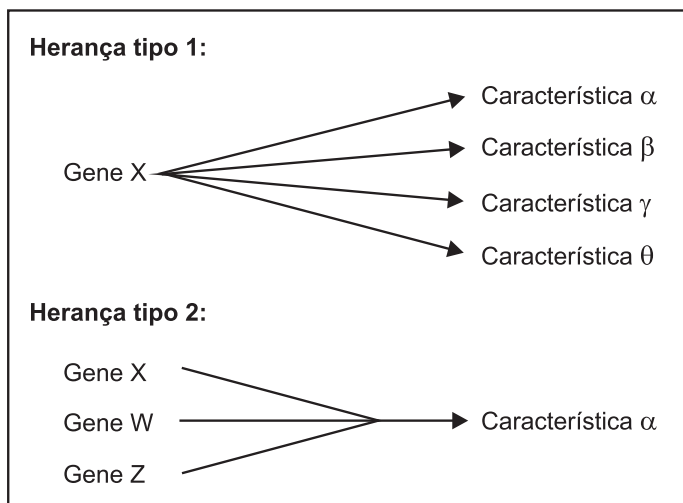 Herança tipo 1:
Gene X
Característica α
Característica β
Característica γ
Característica θ
Herança tipo 2:
Gene X
Gene W
Gene Z
Característica α